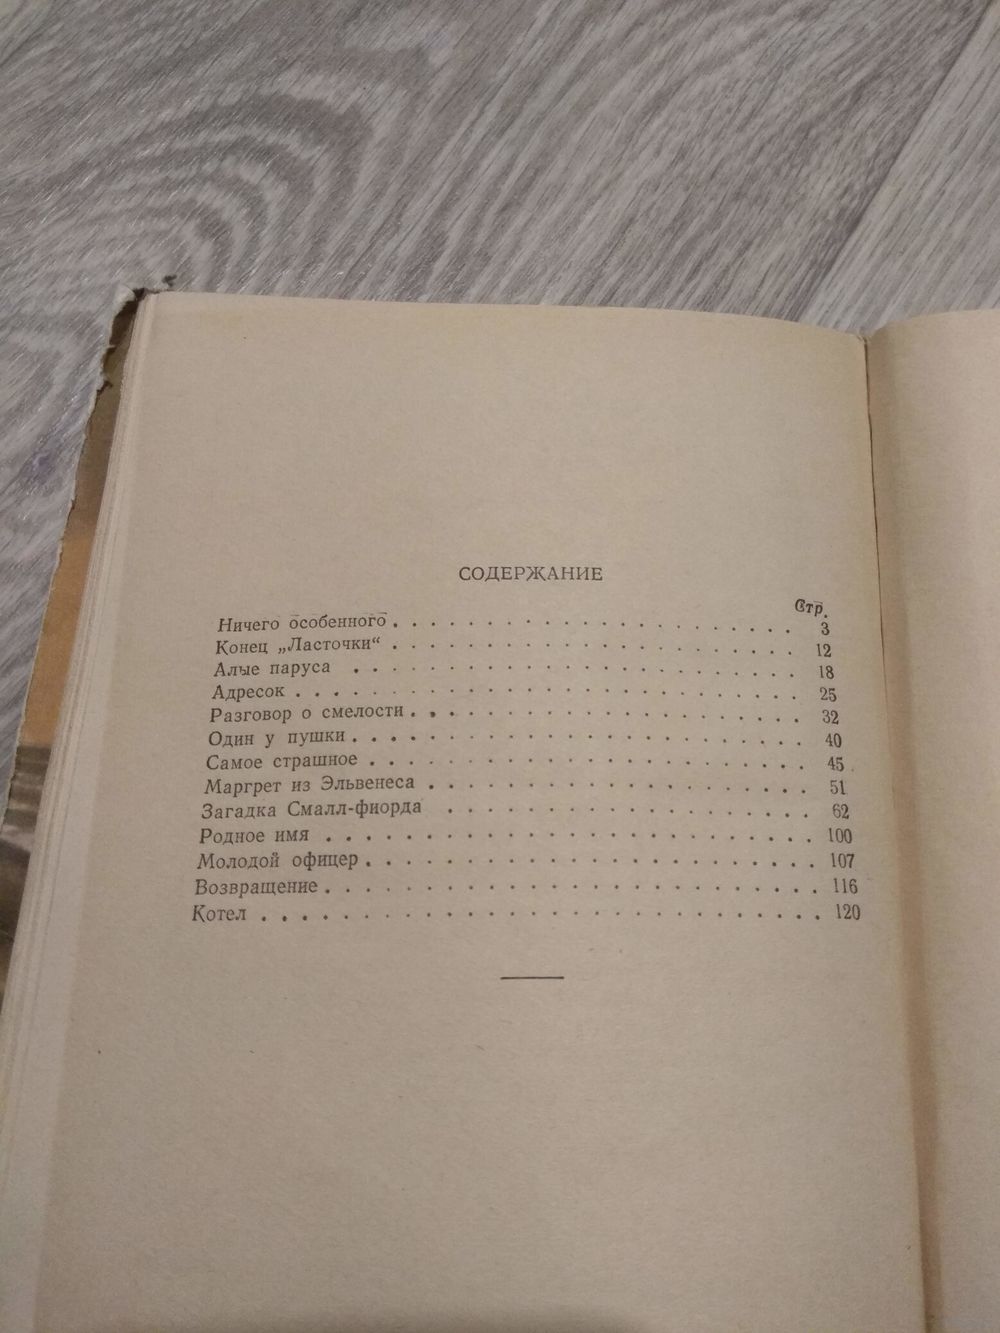 СОДЕРЖАНИЕ
Стр.
Ничего особенного . . . . . . . . . . . . . . . . . . . . 3
Конец „Ласточки“ . . . . . . . . . . . . . . . . . . . . 12
Алые паруса . . . . . . . . . . . . . . . . . . . . 18
Адресок . . . . . . . . . . . . . . . . . . . . 25
Разговор о смелости . . . . . . . . . . . . . . . . . . . . 32
Один у пушки . . . . . . . . . . . . . . . . . . . . 40
Самое страшное . . . . . . . . . . . . . . . . . . . . 45
Маргрет из Эльвенеса . . . . . . . . . . . . . . . . . . . . 51
Загадка Смалл-фиорда . . . . . . . . . . . . . . . . . . . . 62
Родное имя . . . . . . . . . . . . . . . . . . . . 100
Молодой офицер . . . . . . . . . . . . . . . . . . . . 107
Возвращение . . . . . . . . . . . . . . . . . . . . 116
Котел . . . . . . . . . . . . . . . . . . . . 120